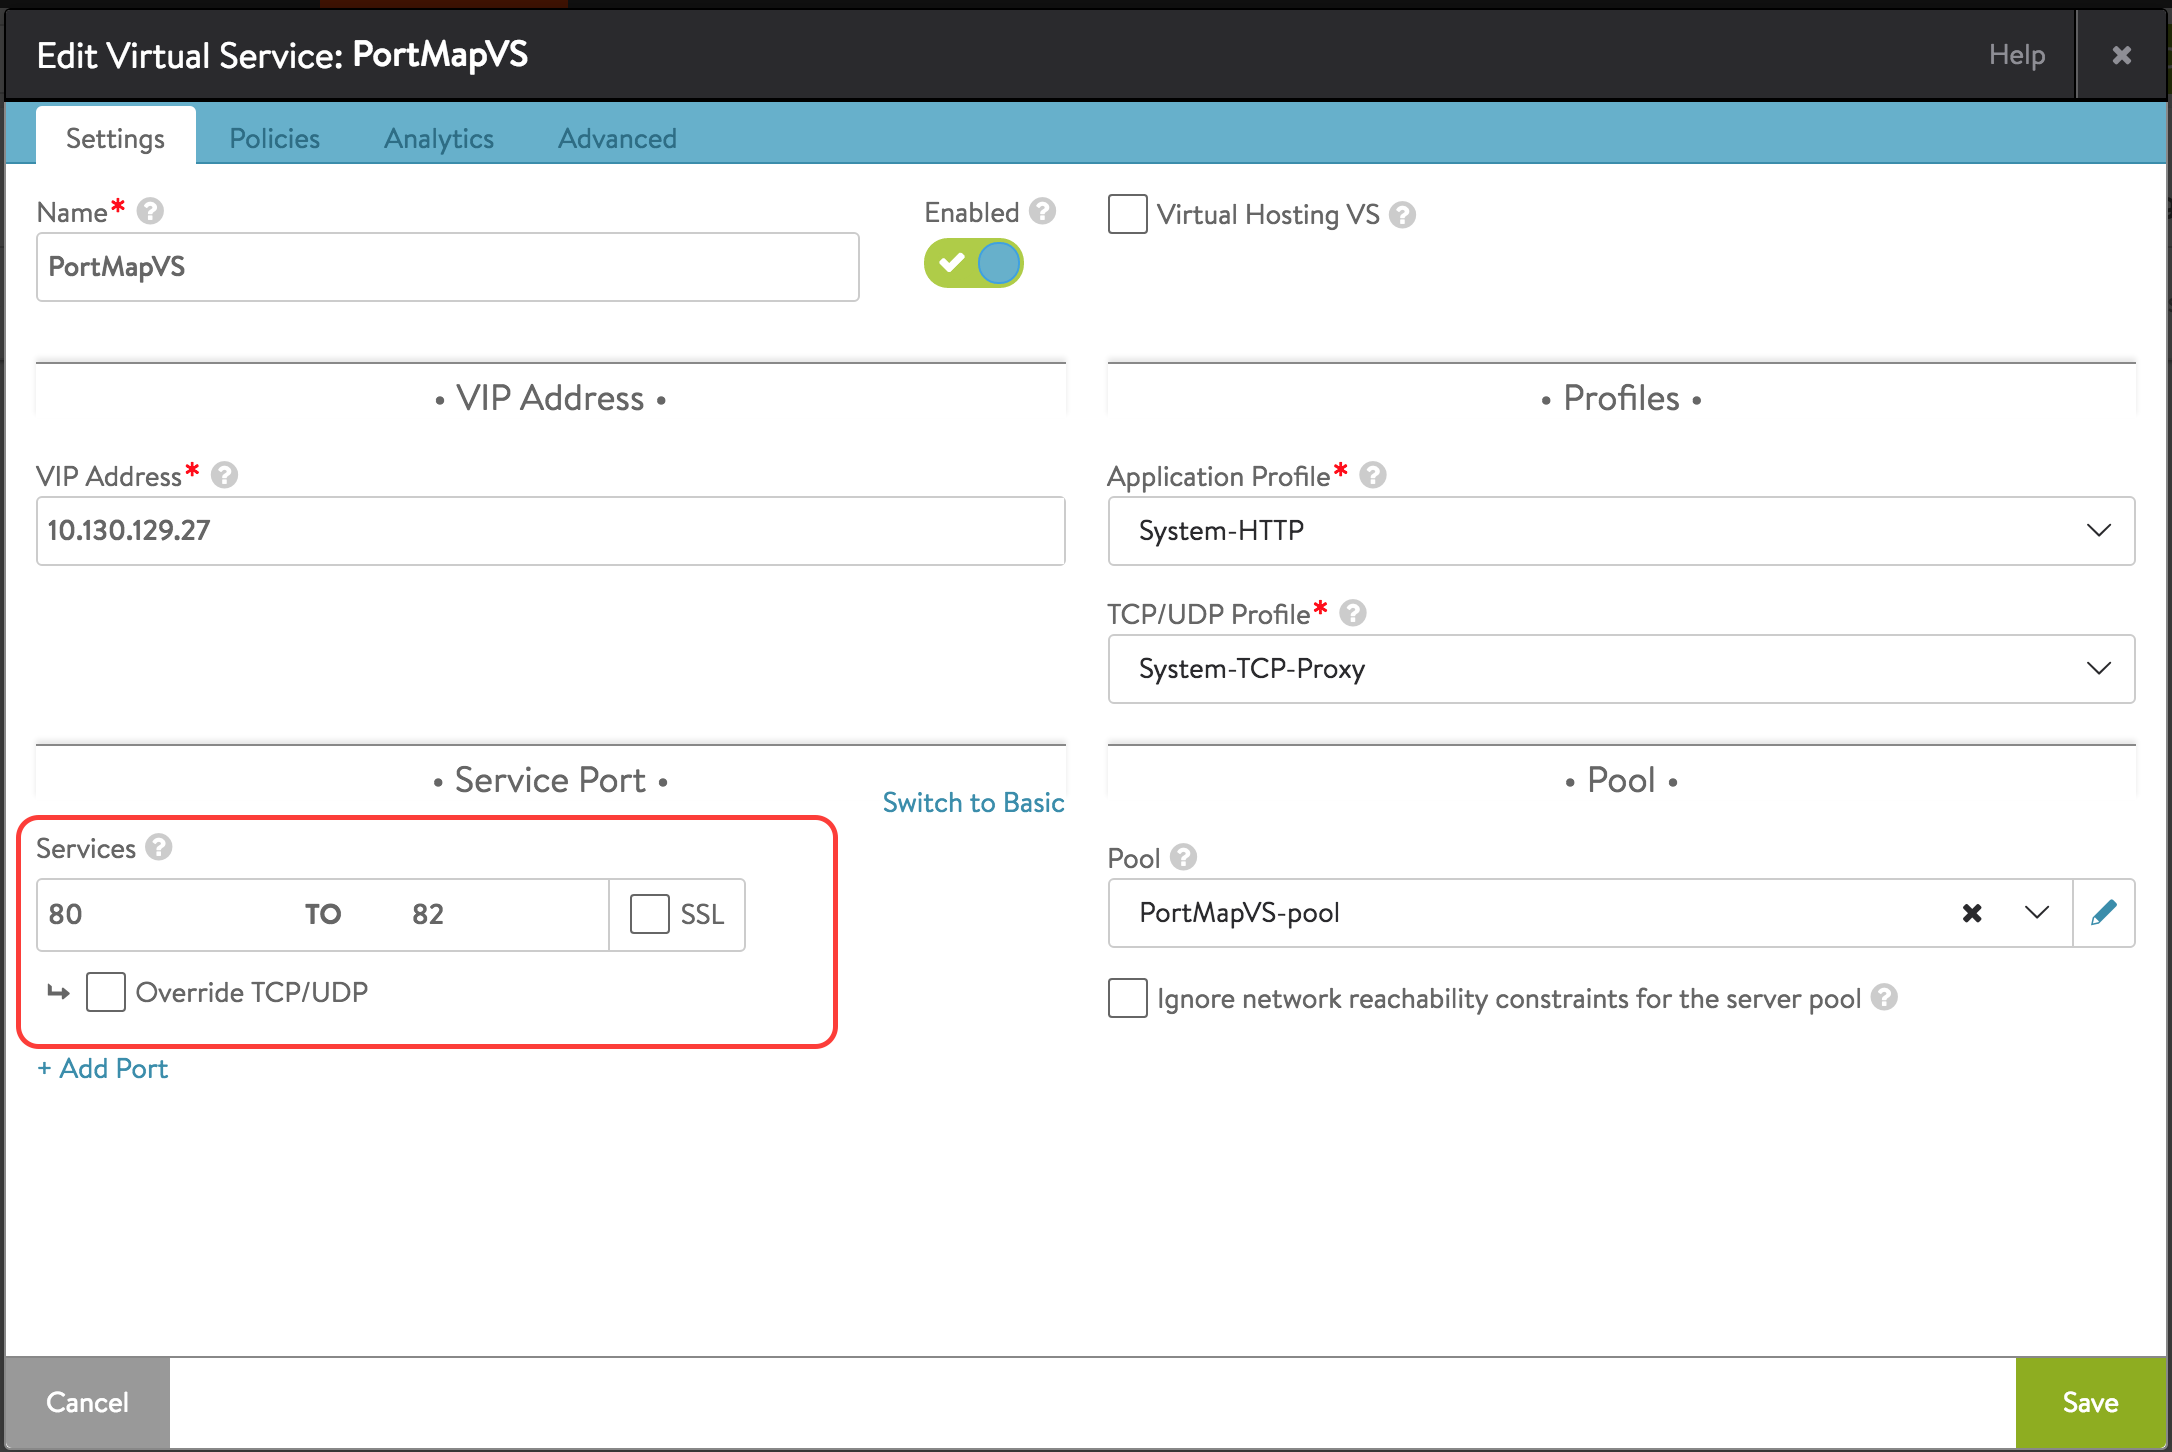 Edit Virtual Service: PortMapVS
Help
Settings
Policies
Analytics
Advanced
Name*
PortMapVS
Enabled
Virtual Hosting VS
• VIP Address •
VIP Address*
10.130.129.27
• Profiles •
Application Profile*
System-HTTP
TCP/UDP Profile*
System-TCP-Proxy
• Service Port •
Switch to Basic
Services
80 TO 82
SSL
Override TCP/UDP
+ Add Port
• Pool •
Pool
PortMapVS-pool
Ignore network reachability constraints for the server pool
Cancel
Save